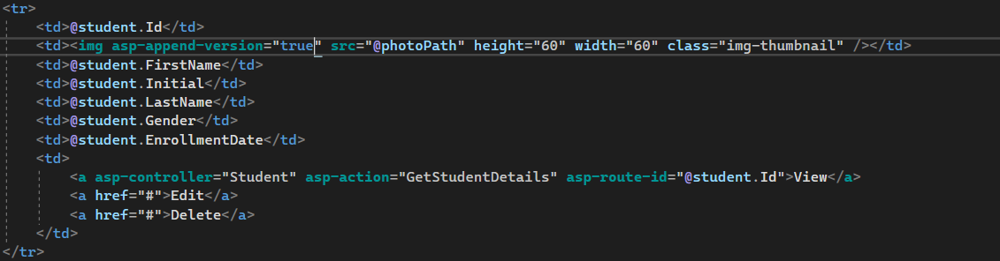 <tr>
<td>@student.Id</td>
<td><img asp-append-version="true" src="@photoPath" height="60" width="60" class="img-thumbnail" /></td>
<td>@student.FirstName</td>
<td>@student.Initial</td>
<td>@student.LastName</td>
<td>@student.Gender</td>
<td>@student.EnrollmentDate</td>
<td>
<a asp-controller="Student" asp-action="GetStudentDetails" asp-route-id="@student.Id">View</a>
<a href="#">Edit</a>
<a href="#">Delete</a>
</td>
</tr>